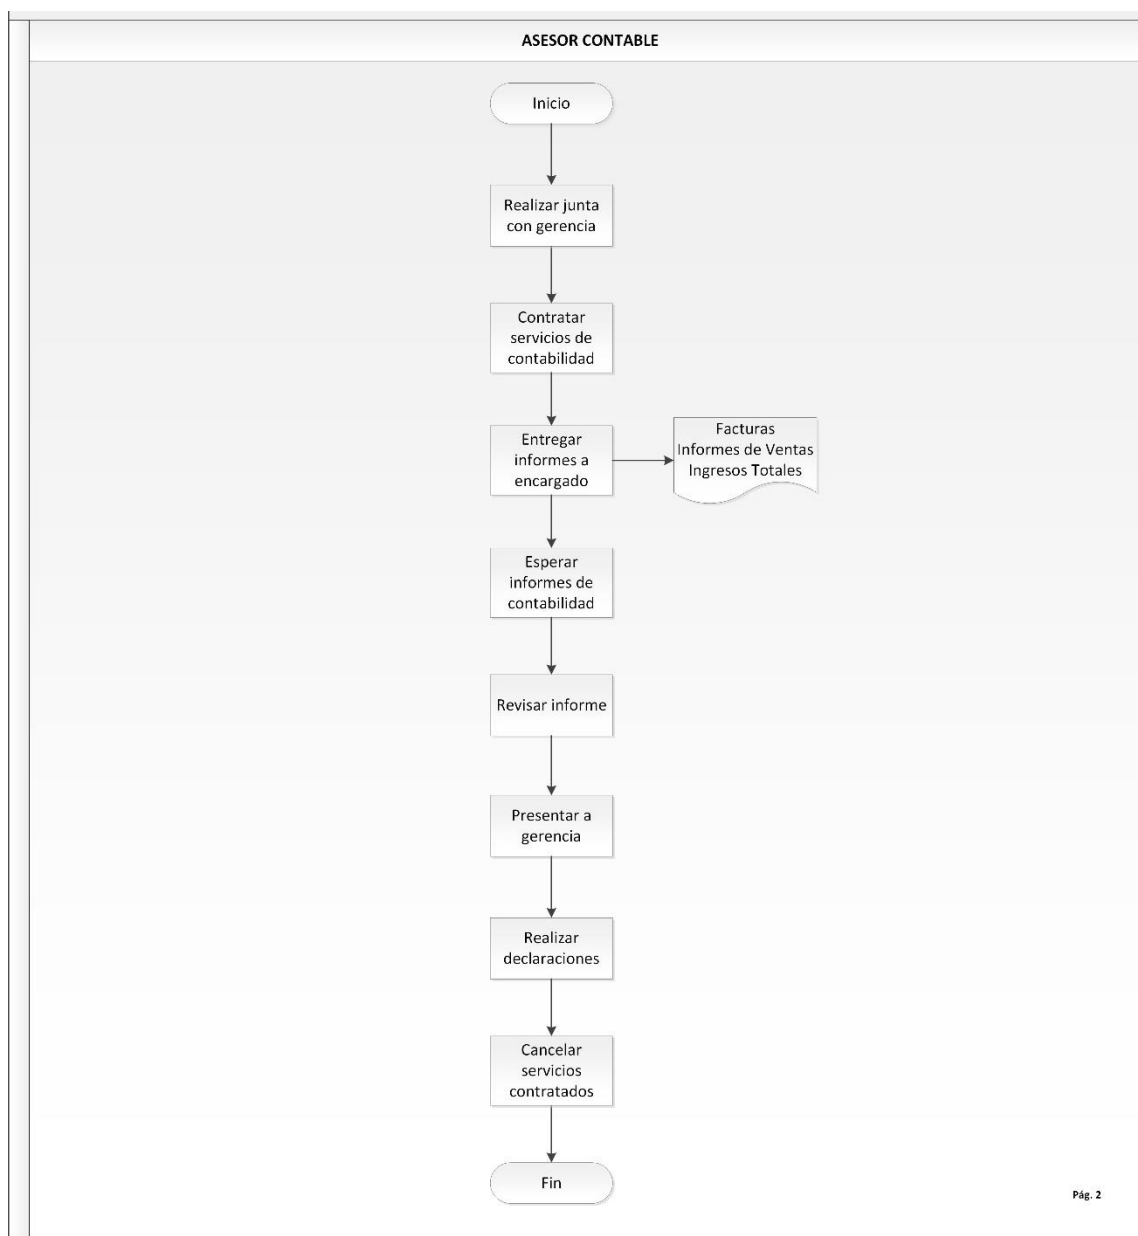 ASESOR CONTABLE
Inicio
Realizar junta
con gerencia
Contratar
servicios de
contabilidad
Entregar
informes a
encargado
Facturas
Informes de Ventas
Ingresos Totales
Esperar
informes de
contabilidad
Revisar informe
Presentar a
gerencia
Realizar
declaraciones
Cancelar
servicios
contratados
Fin
Pág. 2